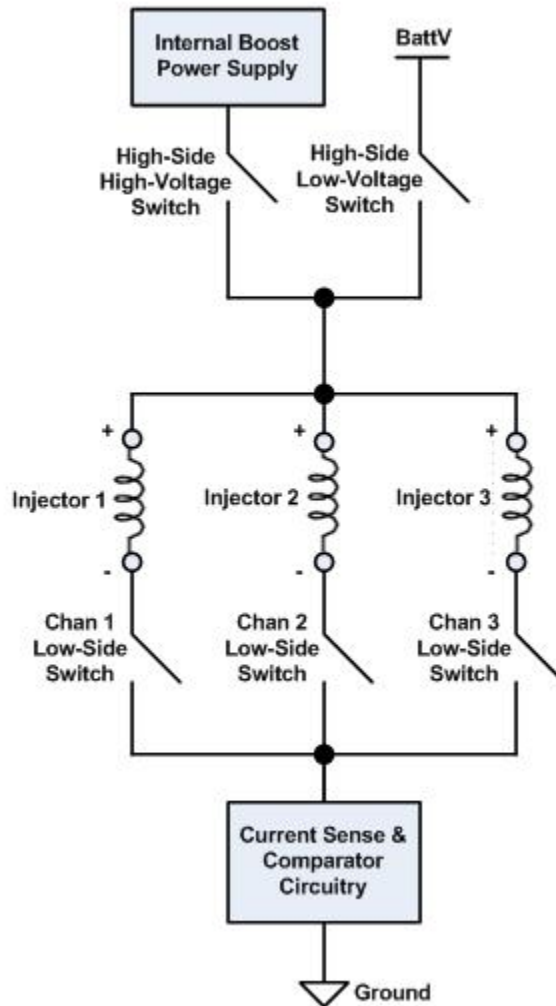 Internal Boost
Power Supply
BattV
High-Side
High-Voltage
Switch
High-Side
Low-Voltage
Switch
+
+
+
Injector 1
Injector 2
Injector 3
-
-
-
Chan 1
Low-Side
Switch
Chan 2
Low-Side
Switch
Chan 3
Low-Side
Switch
Current Sense &
Comparator
Circuitry
Ground